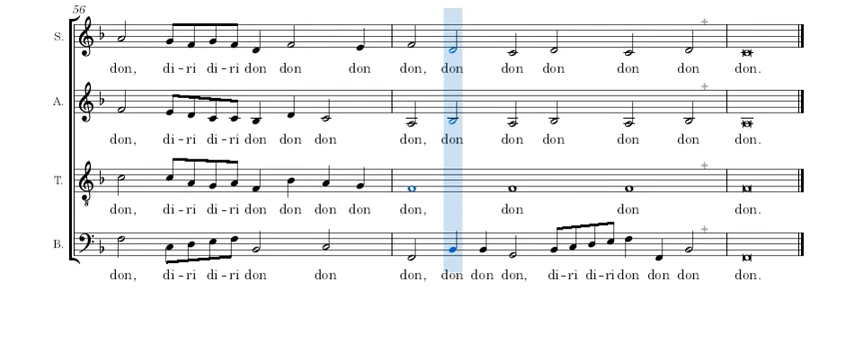 56
S.
don, di - ri di - ri don don don don, don don don don don don.
A.
don, di - ri di - ri don don don don, don don don don don don.
T.
don, di - ri di - ri don don don don don, don don don.
B.
don, di - ri di - ri don don don, don don don, di - ri di - ri don don don don.